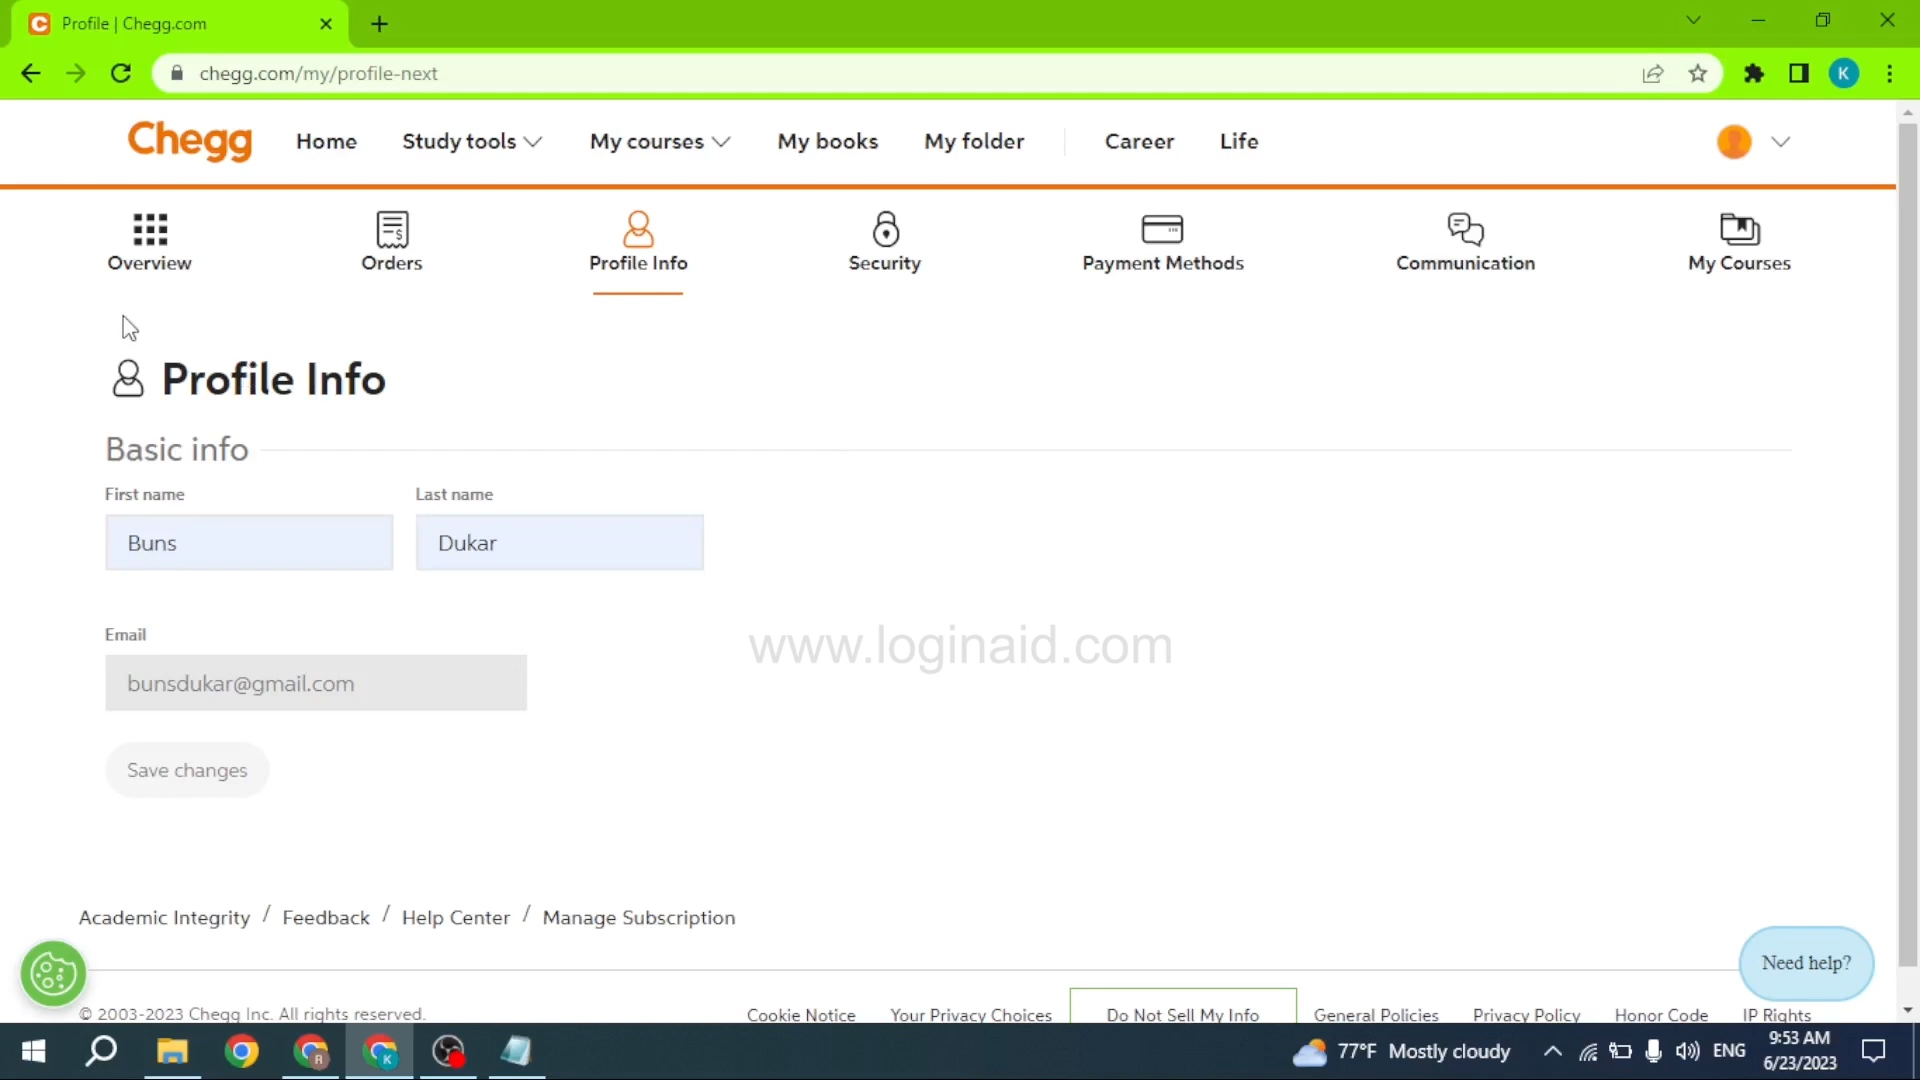 Profile | Chegg.com
chegg.com/my/profile-next
K
Chegg
Home Study tools My courses My books My folder Career Life
Overview Orders Profile Info Security Payment Methods Communication My Courses
Profile Info
Basic info
First name Last name
Buns Dukar
Email
www.loginaid.com
bunsdukar@gmail.com
Save changes
Academic Integrity / Feedback / Help Center / Manage Subscription
Need help?
© 2003-2023 Chegg Inc. All rights reserved. Cookie Notice Your Privacy Choices Do Not Sell My Info General Policies Privacy Policy Honor Code IP Rights
R K 77°F Mostly cloudy ENG 9:53 AM
6/23/2023